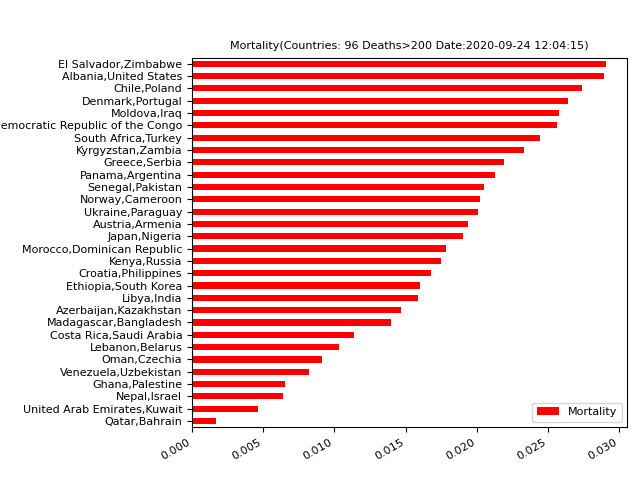 Mortality(Countries: 96 Deaths>200 Date:2020-09-24 12:04:15)
El Salvador,Zimbabwe
Albania,United States
Chile,Poland
Denmark,Portugal
Moldova,Iraq
emocratic Republic of the Congo
South Africa,Turkey
Kyrgyzstan,Zambia
Greece,Serbia
Panama,Argentina
Senegal,Pakistan
Norway,Cameroon
Ukraine,Paraguay
Austria,Armenia
Japan,Nigeria
Morocco,Dominican Republic
Kenya,Russia
Croatia,Philippines
Ethiopia,South Korea
Libya,India
Azerbaijan,Kazakhstan
Madagascar,Bangladesh
Costa Rica,Saudi Arabia
Lebanon,Belarus
Oman,Czechia
Venezuela,Uzbekistan
Ghana,Palestine
Nepal,Israel
United Arab Emirates,Kuwait
Qatar,Bahrain
Mortality
0.000 0.005 0.010 0.015 0.020 0.025 0.030